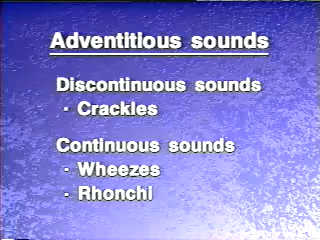 Adventitious sounds
Discontinuous sounds
· Crackles
Continuous sounds
· Wheezes
· Rhonchi